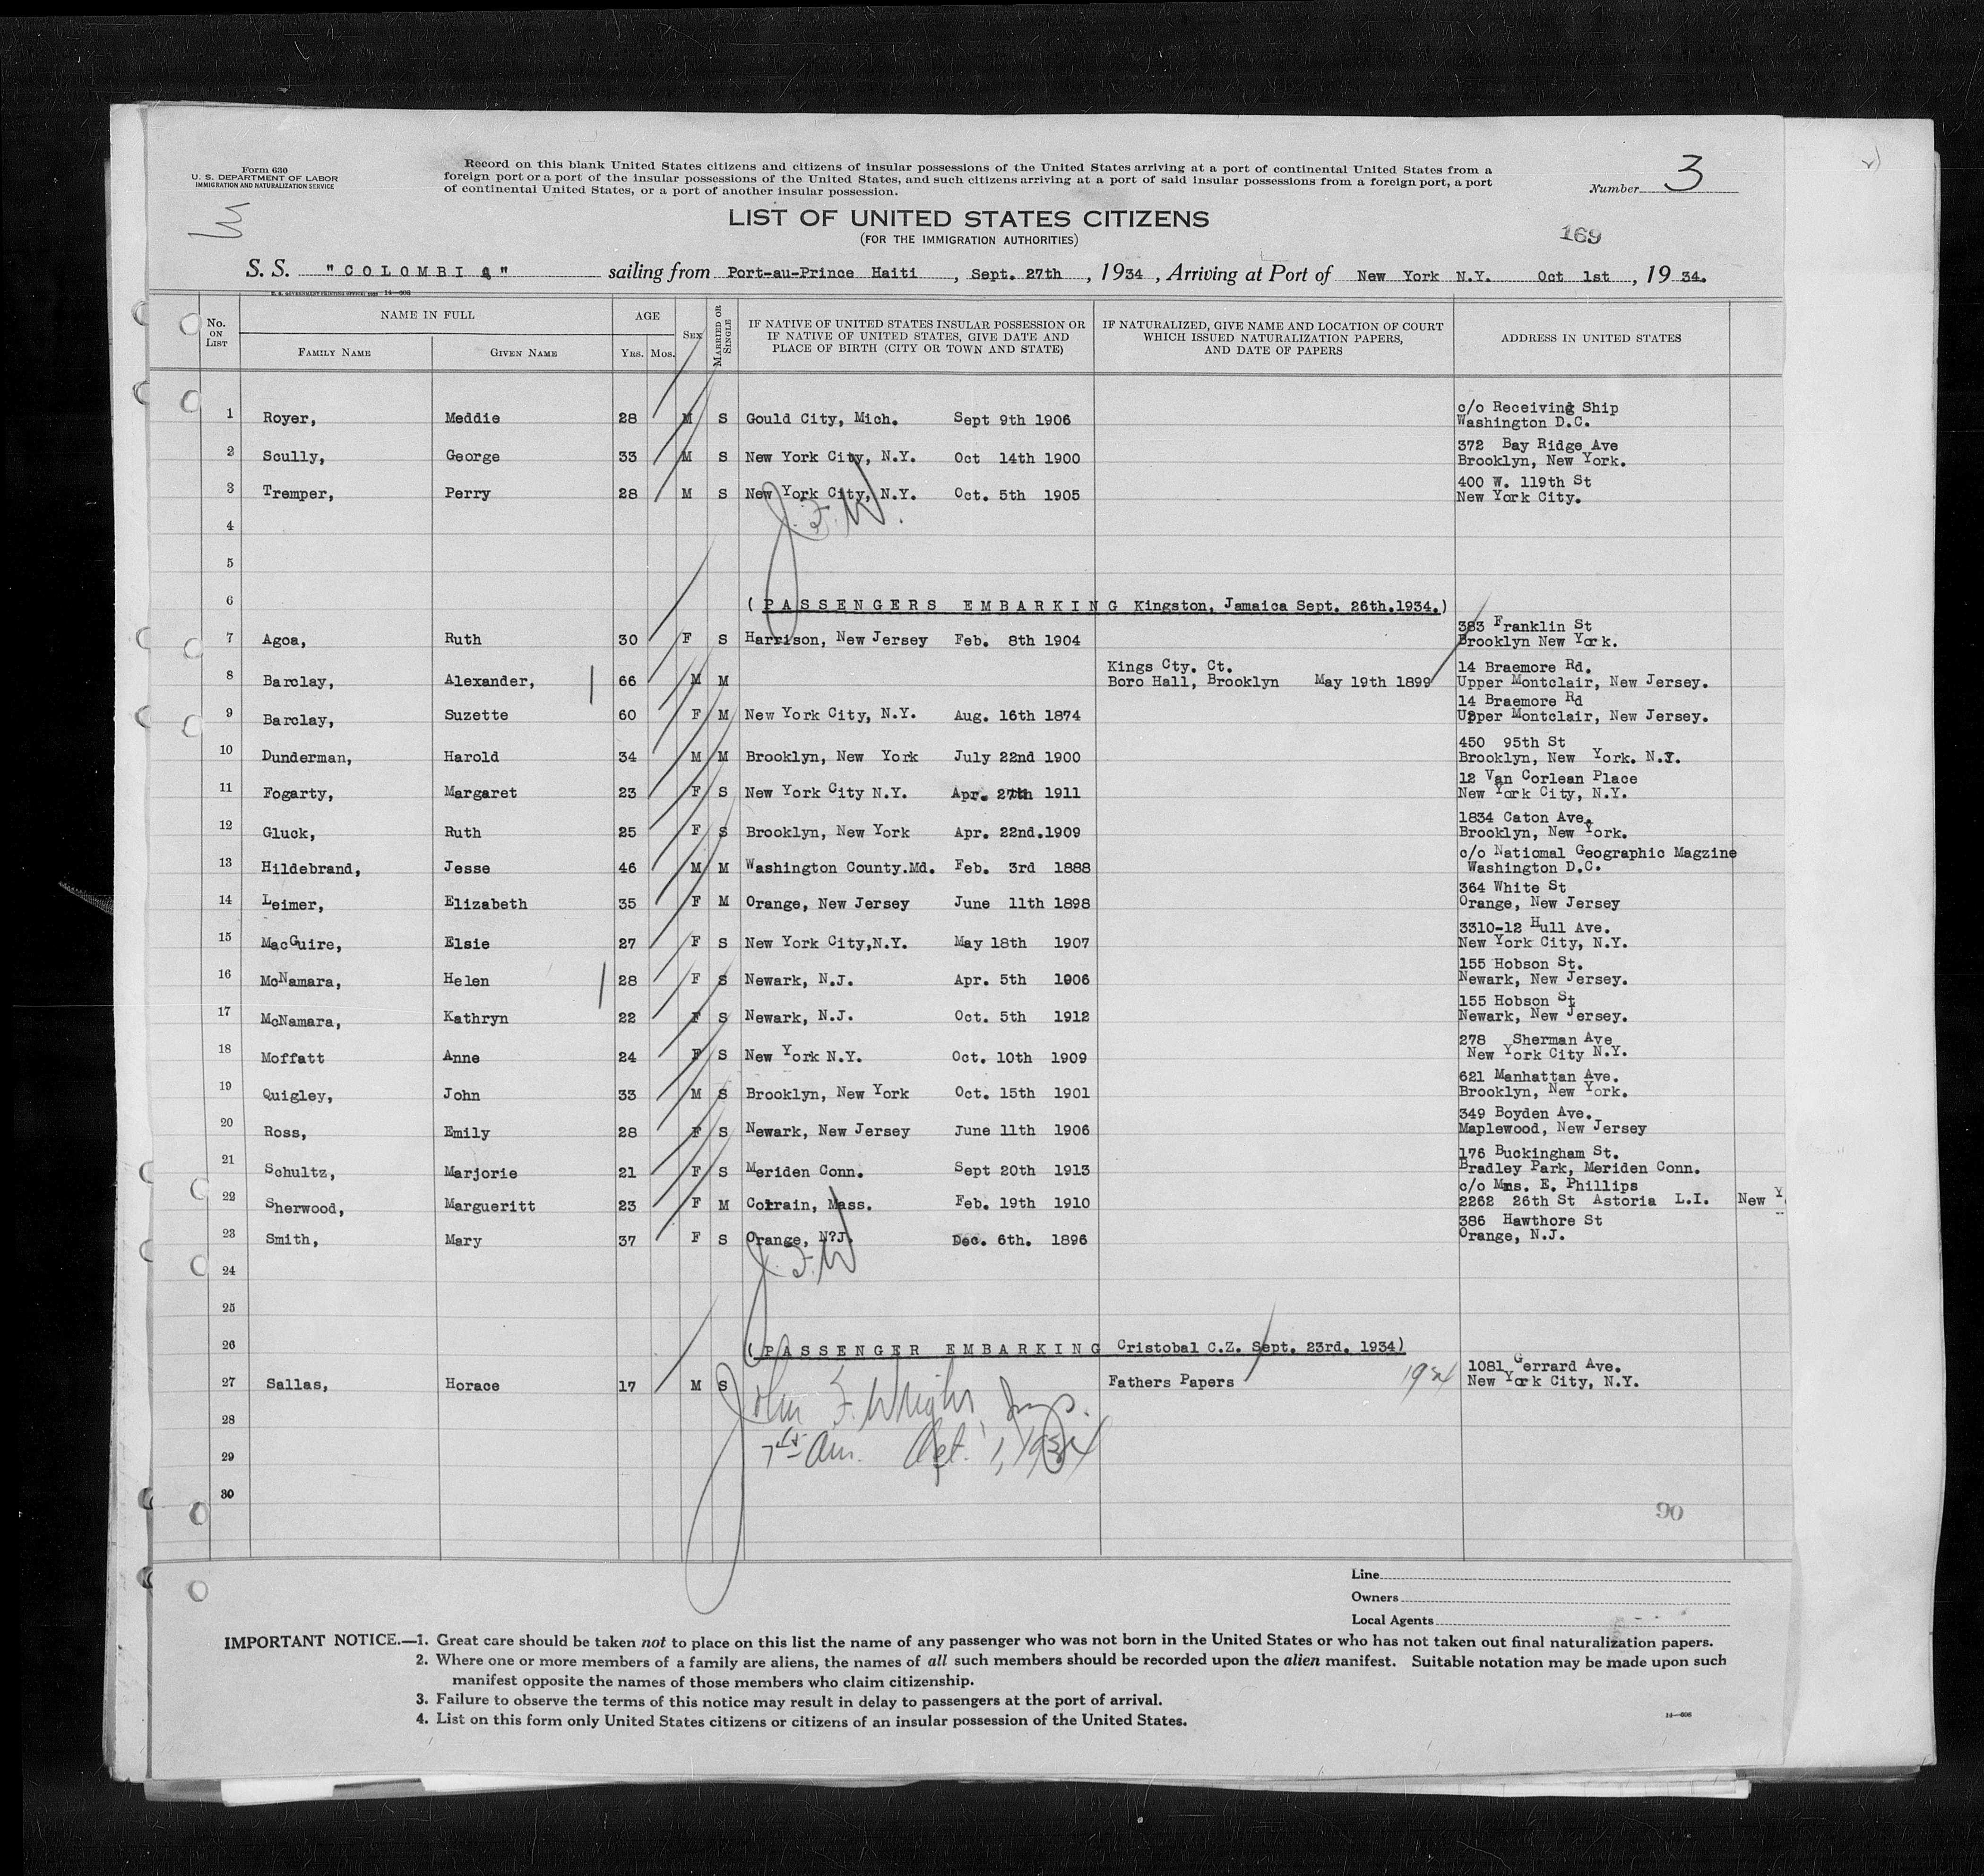 Form 630
U. S. DEPARTMENT OF LABOR
IMMIGRATION AND NATURALIZATION SERVICE
Record on this blank United States citizens and citizens of insular possessions of the United States arriving at a port of continental United States from a
foreign port or a port of the insular possessions of the United States, and such citizens arriving at a port of said insular possessions from a foreign port, a port
of continental United States, or a port of another insular possession.
Number 3
LIST OF UNITED STATES CITIZENS
(FOR THE IMMIGRATION AUTHORITIES)
169
S. S. "COLOMBIA" sailing from Port-au-Prince Haiti, Sept. 27th, 1934, Arriving at Port of New York N.Y. Oct 1st, 1934.
No. ON LIST
NAME IN FULL
FAMILY NAME
GIVEN NAME
AGE
YRS. MOS.
SEX
MARRIED OR SINGLE
IF NATIVE OF UNITED STATES INSULAR POSSESSION OR
IF NATIVE OF UNITED STATES, GIVE DATE AND
PLACE OF BIRTH (CITY OR TOWN AND STATE)
IF NATURALIZED, GIVE NAME AND LOCATION OF COURT
WHICH ISSUED NATURALIZATION PAPERS,
AND DATE OF PAPERS
ADDRESS IN UNITED STATES
1 Royer, Meddie 28 M S Gould City, Mich. Sept 9th 1906 c/o Receiving Ship
Washington D.C.
2 Scully, George 33 M S New York City, N.Y. Oct 14th 1900 372 Bay Ridge Ave
Brooklyn, New York.
3 Tremper, Perry 28 M S New York City, N.Y. Oct. 5th 1905 400 W. 119th St
New York City.
J.F.W.
4
5
6 (PASSENGERS EMBARKING Kingston, Jamaica Sept. 26th.1934.)
7 Agoa, Ruth 30 F S Harrison, New Jersey Feb. 8th 1904 383 Franklin St
Brooklyn New York.
8 Barclay, Alexander, 66 M M Kings Cty. Ct.
Boro Hall, Brooklyn May 19th 1899 14 Braemore Rd.
Upper Montclair, New Jersey.
9 Barclay, Suzette 60 F M New York City, N.Y. Aug. 16th 1874 14 Braemore Rd
Upper Montclair, New Jersey.
10 Dunderman, Harold 34 M M Brooklyn, New York July 22nd 1900 450 95th St
Brooklyn, New York. N.Y.
11 Fogarty, Margaret 23 F S New York City N.Y. Apr. 27th 1911 12 Van Corlean Place
New York City, N.Y.
12 Gluck, Ruth 25 F S Brooklyn, New York Apr. 22nd.1909 1834 Caton Ave.
Brooklyn, New York.
13 Hildebrand, Jesse 46 M M Washington County.Md. Feb. 3rd 1888 c/o National Geographic Magzine
Washington D.C.
14 Leimer, Elizabeth 35 F M Orange, New Jersey June 11th 1898 364 White St
Orange, New Jersey
15 MacGuire, Elsie 27 F S New York City,N.Y. May 18th 1907 3310-12 Hull Ave.
New York City, N.Y.
16 McNamara, Helen 28 F S Newark, N.J. Apr. 5th 1906 155 Hobson St.
Newark, New Jersey.
17 McNamara, Kathryn 22 F S Newark, N.J. Oct. 5th 1912 155 Hobson St
Newark, New Jersey.
18 Moffatt Anne 24 F S New York N.Y. Oct. 10th 1909 278 Sherman Ave
New York City N.Y.
19 Quigley, John 33 M S Brooklyn, New York Oct. 15th 1901 621 Manhattan Ave.
Brooklyn, New York.
20 Ross, Emily 28 F S Newark, New Jersey June 11th 1906 349 Boyden Ave.
Maplewood, New Jersey
21 Schultz, Marjorie 21 F S Meriden Conn. Sept 20th 1913 176 Buckingham St.
Bradley Park, Meriden Conn.
22 Sherwood, Margueritt 23 F M Colrain, Mass. Feb. 19th 1910 c/o Mrs. E. Phillips
2262 26th St Astoria L.I. New Y
23 Smith, Mary 37 F S Orange, N?J. Dec. 6th. 1896 386 Hawthore St
Orange, N.J.
J.F.W
24
25
26 (PASSENGER EMBARKING Cristobal C.Z. Sept. 23rd. 1934)
27 Sallas, Horace 17 M S Fathers Papers 1924 1081 Gerrard Ave.
New York City, N.Y.
John F. Wright Insp.
28
Oct. 1, 1934
29
30
90
Line
Owners
Local Agents
IMPORTANT NOTICE.—1. Great care should be taken not to place on this list the name of any passenger who was not born in the United States or who has not taken out final naturalization papers.
2. Where one or more members of a family are aliens, the names of all such members should be recorded upon the alien manifest. Suitable notation may be made upon such
manifest opposite the names of those members who claim citizenship.
3. Failure to observe the terms of this notice may result in delay to passengers at the port of arrival.
4. List on this form only United States citizens or citizens of an insular possession of the United States.
14—608